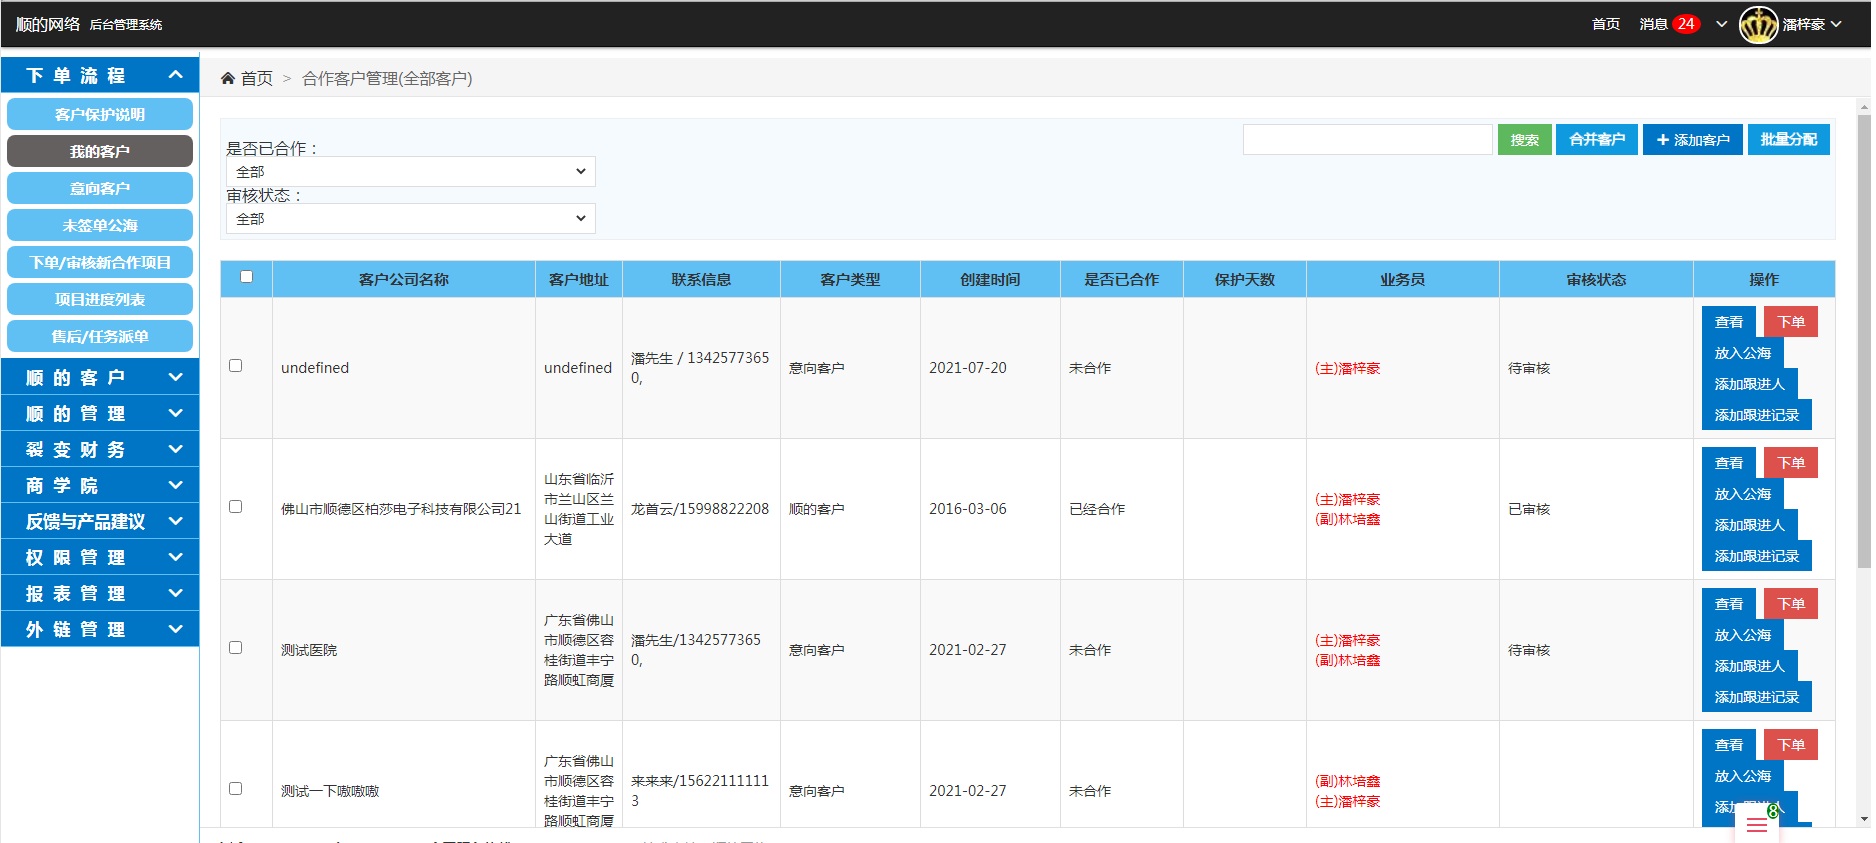 顺的网络 后台管理系统
首页 消息 24 潘梓豪
下单流程
客户保护说明
我的客户
意向客户
未签单公海
下单/审核新合作项目
项目进度列表
售后/任务派单
顺的客户
顺的管理
裂变财务
商学院
反馈与产品建议
权限管理
报表管理
外链管理
首页 > 合作客户管理(全部客户)
是否已合作：
全部
审核状态：
全部
搜索 合并客户 添加客户 批量分配
客户公司名称 客户地址 联系信息 客户类型 创建时间 是否已合作 保护天数 业务员 审核状态 操作
undefined
undefined
潘先生 / 1342577365
0,
意向客户
2021-07-20
未合作
(主)潘梓豪
待审核
查看 下单
放入公海
添加跟进人
添加跟进记录
佛山市顺德区柏莎电子科技有限公司21
山东省临沂
市兰山区兰
山街道工业
大道
龙首云/15998822208
顺的客户
2016-03-06
已经合作
(主)潘梓豪
(副)林培鑫
已审核
查看 下单
放入公海
添加跟进人
添加跟进记录
测试医院
广东省佛山
市顺德区容
桂街道丰宁
路顺虹商厦
潘先生/1342577365
0,
意向客户
2021-02-27
未合作
(主)潘梓豪
(副)林培鑫
待审核
查看 下单
放入公海
添加跟进人
添加跟进记录
测试一下嗷嗷嗷
广东省佛山
市顺德区容
桂街道丰宁
路顺虹商厦
来来来/15622111111
3
意向客户
2021-02-27
未合作
(副)林培鑫
(主)潘梓豪
查看 下单
放入公海
8